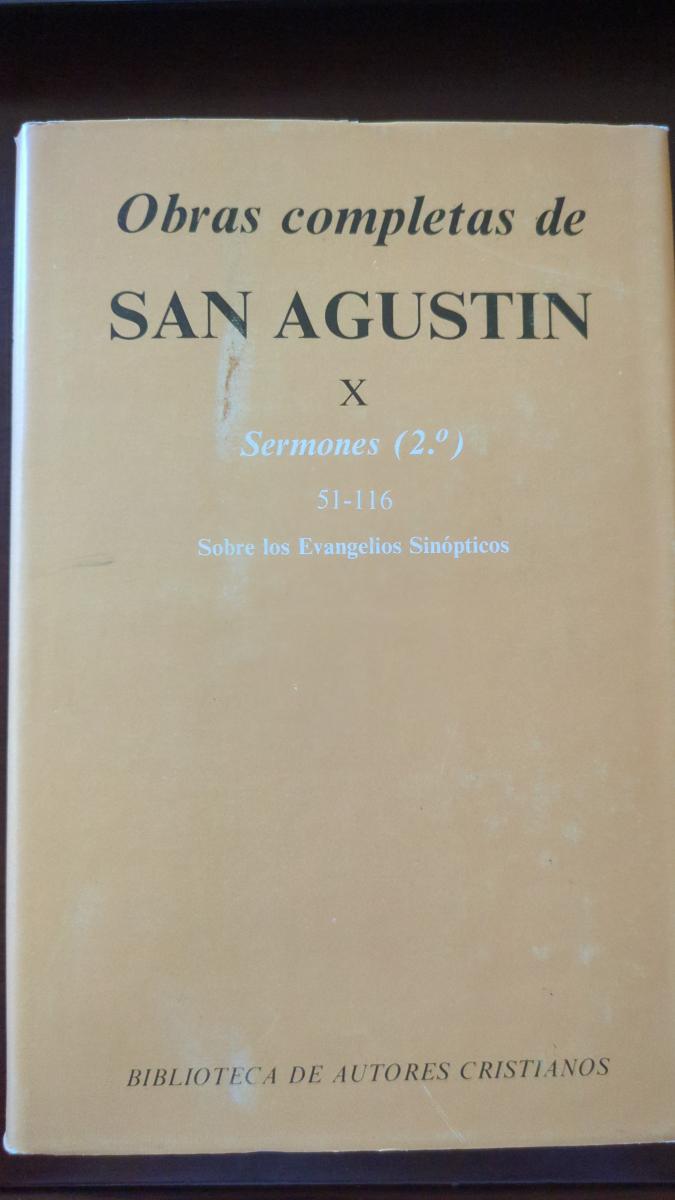 Obras completas de
SAN AGUSTIN
X
Sermones (2.º)
51-116
Sobre los Evangelios Sinópticos
BIBLIOTECA DE AUTORES CRISTIANOS